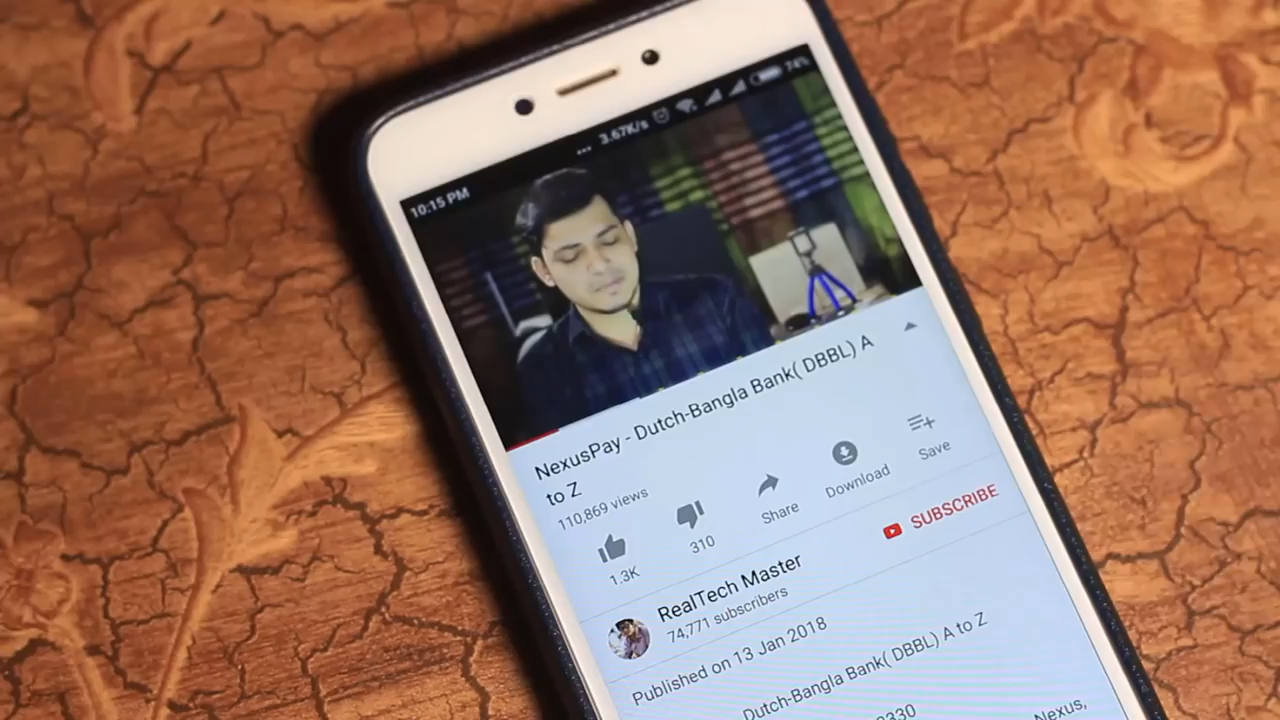 10:15 PM ... 3.67K/s 74%
NexusPay - Dutch-Bangla Bank( DBBL) A
to Z
110,869 views
1.3K 310 Share Download Save
RealTech Master SUBSCRIBE
74,771 subscribers
Published on 13 Jan 2018
Dutch-Bangla Bank( DBBL) A to Z
Nexus,